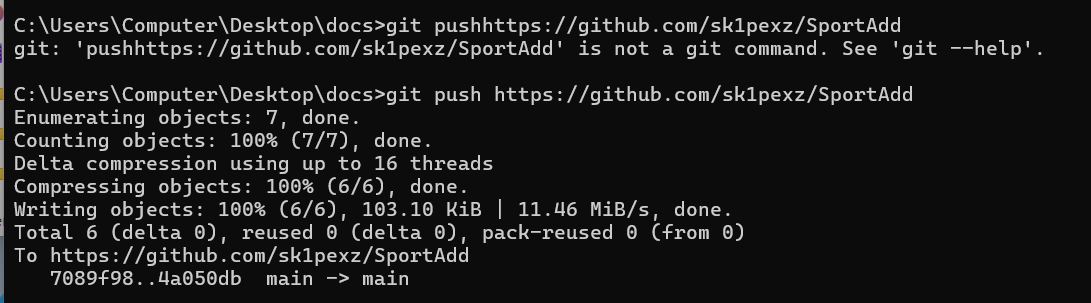 C:\Users\Computer\Desktop\docs>git pushhttps://github.com/sk1pexz/SportAdd
git: 'pushhttps://github.com/sk1pexz/SportAdd' is not a git command. See 'git --help'.
C:\Users\Computer\Desktop\docs>git push https://github.com/sk1pexz/SportAdd
Enumerating objects: 7, done.
Counting objects: 100% (7/7), done.
Delta compression using up to 16 threads
Compressing objects: 100% (6/6), done.
Writing objects: 100% (6/6), 103.10 KiB | 11.46 MiB/s, done.
Total 6 (delta 0), reused 0 (delta 0), pack-reused 0 (from 0)
To https://github.com/sk1pexz/SportAdd
   7089f98..4a050db  main -> main